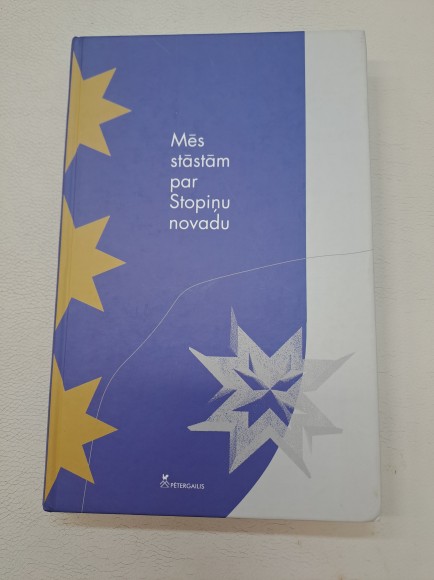 Mēs
stāstām
par
Stopiņu
novadu
PĒTERGAILIS